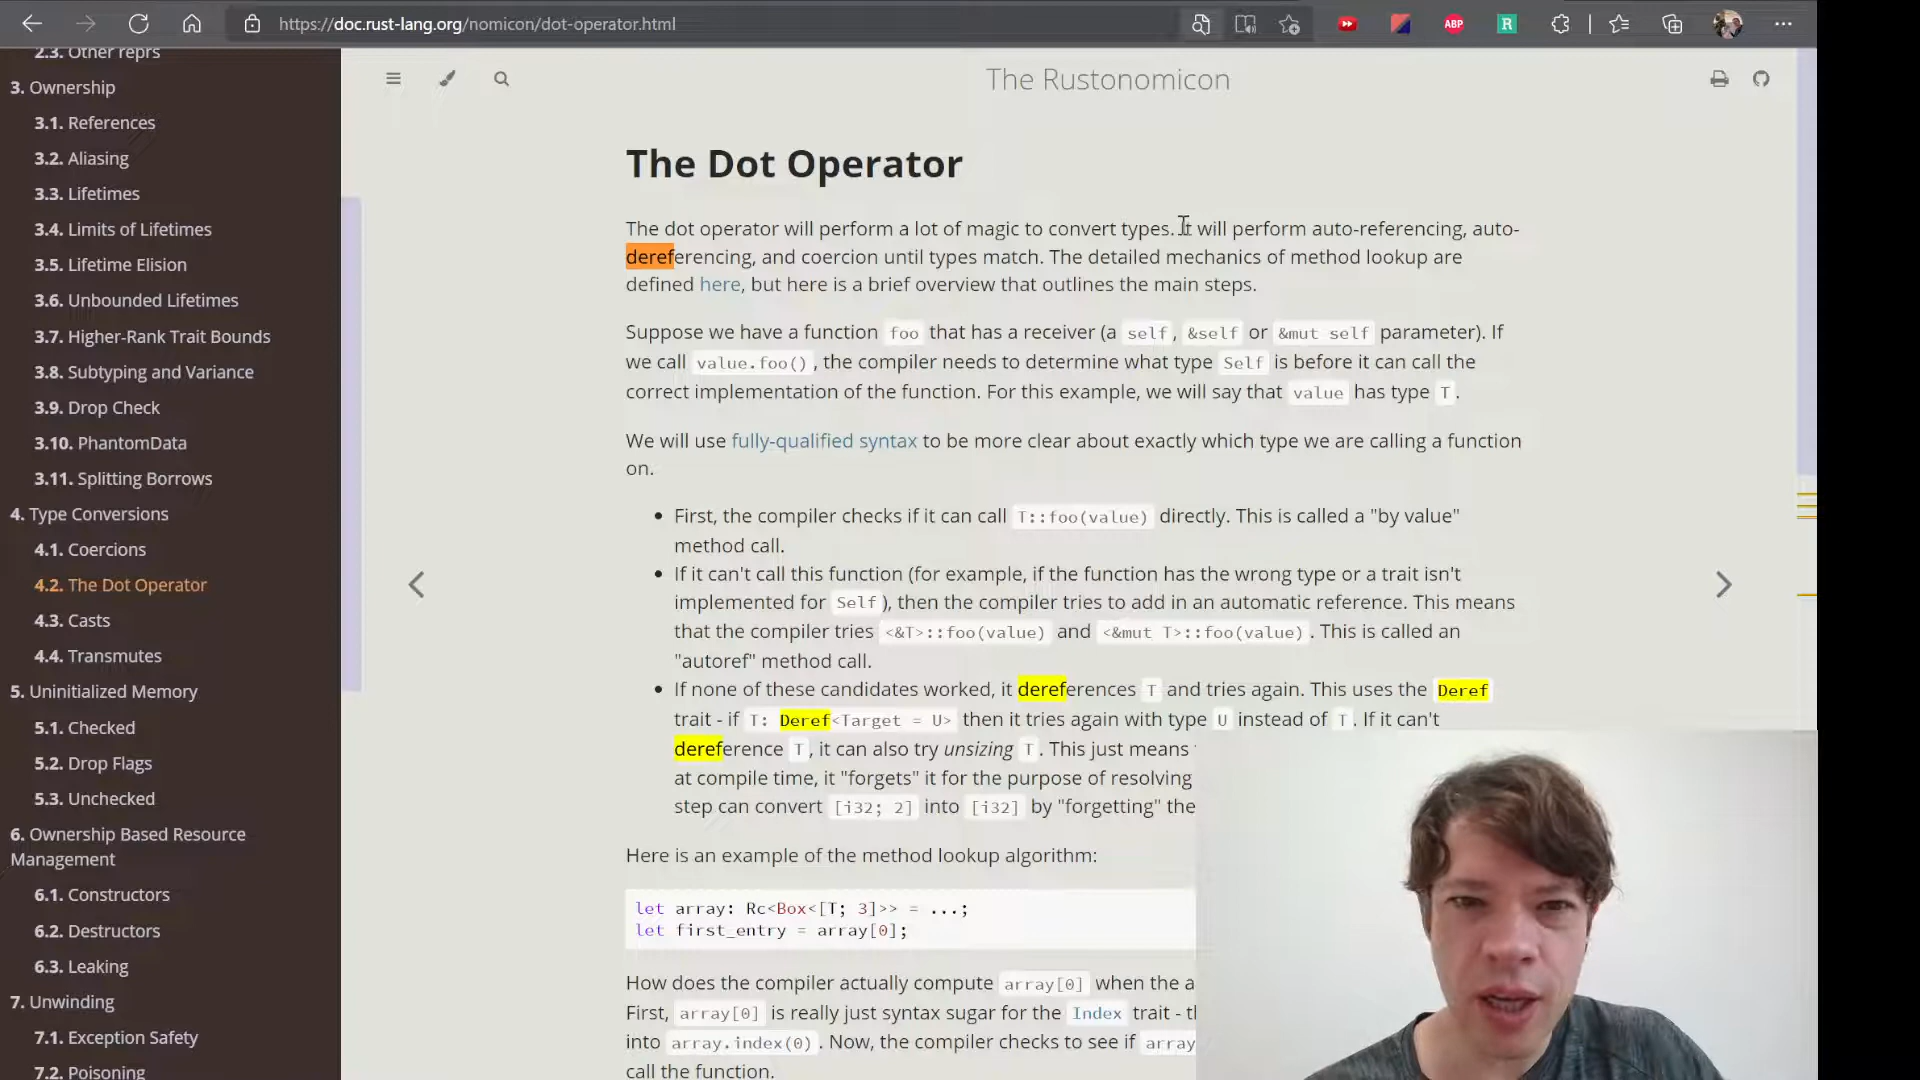 https://doc.rust-lang.org/nomicon/dot-operator.html
ABP
R
2.3. Other reprs
3. Ownership
3.1. References
3.2. Aliasing
3.3. Lifetimes
3.4. Limits of Lifetimes
3.5. Lifetime Elision
3.6. Unbounded Lifetimes
3.7. Higher-Rank Trait Bounds
3.8. Subtyping and Variance
3.9. Drop Check
3.10. PhantomData
3.11. Splitting Borrows
4. Type Conversions
4.1. Coercions
4.2. The Dot Operator
4.3. Casts
4.4. Transmutes
5. Uninitialized Memory
5.1. Checked
5.2. Drop Flags
5.3. Unchecked
6. Ownership Based Resource
Management
6.1. Constructors
6.2. Destructors
6.3. Leaking
7. Unwinding
7.1. Exception Safety
7.2. Poisoning
The Rustonomicon
The Dot Operator
The dot operator will perform a lot of magic to convert types. It will perform auto-referencing, auto-
dereferencing, and coercion until types match. The detailed mechanics of method lookup are
defined here, but here is a brief overview that outlines the main steps.
Suppose we have a function foo that has a receiver (a self, &self or &mut self parameter). If
we call value.foo(), the compiler needs to determine what type Self is before it can call the
correct implementation of the function. For this example, we will say that value has type T.
We will use fully-qualified syntax to be more clear about exactly which type we are calling a function
on.
• First, the compiler checks if it can call T::foo(value) directly. This is called a "by value"
method call.
• If it can't call this function (for example, if the function has the wrong type or a trait isn't
implemented for Self), then the compiler tries to add in an automatic reference. This means
that the compiler tries <&T>::foo(value) and <&mut T>::foo(value). This is called an
"autoref" method call.
• If none of these candidates worked, it dereferences T and tries again. This uses the Deref
trait - if T: Deref<Target = U> then it tries again with type U instead of T. If it can't
dereference T, it can also try unsizing T. This just means
at compile time, it "forgets" it for the purpose of resolving
step can convert [i32; 2] into [i32] by "forgetting" the
Here is an example of the method lookup algorithm:
let array: Rc<Box<[T; 3]>> = ...;
let first_entry = array[0];
How does the compiler actually compute array[0] when the a
First, array[0] is really just syntax sugar for the Index trait - t
into array.index(0). Now, the compiler checks to see if array
call the function.